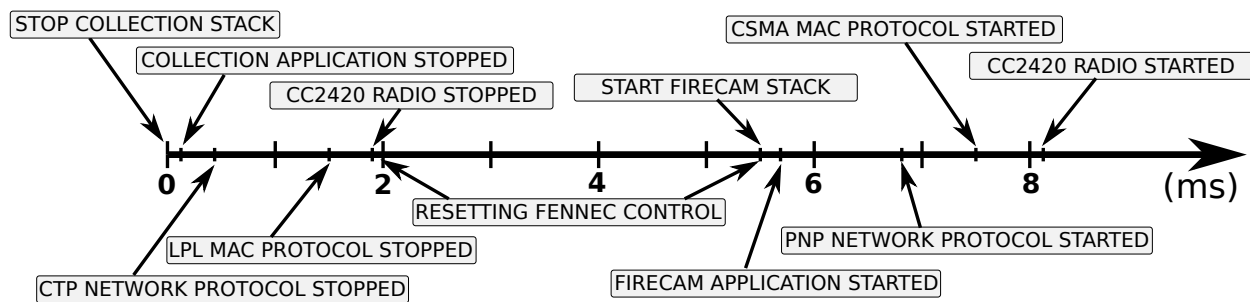 STOP COLLECTION STACK
COLLECTION APPLICATION STOPPED
CC2420 RADIO STOPPED
START FIRECAM STACK
CSMA MAC PROTOCOL STARTED
CC2420 RADIO STARTED
0
2
4
6
8
(ms)
RESETTING FENNEC CONTROL
LPL MAC PROTOCOL STOPPED
CTP NETWORK PROTOCOL STOPPED
PNP NETWORK PROTOCOL STARTED
FIRECAM APPLICATION STARTED